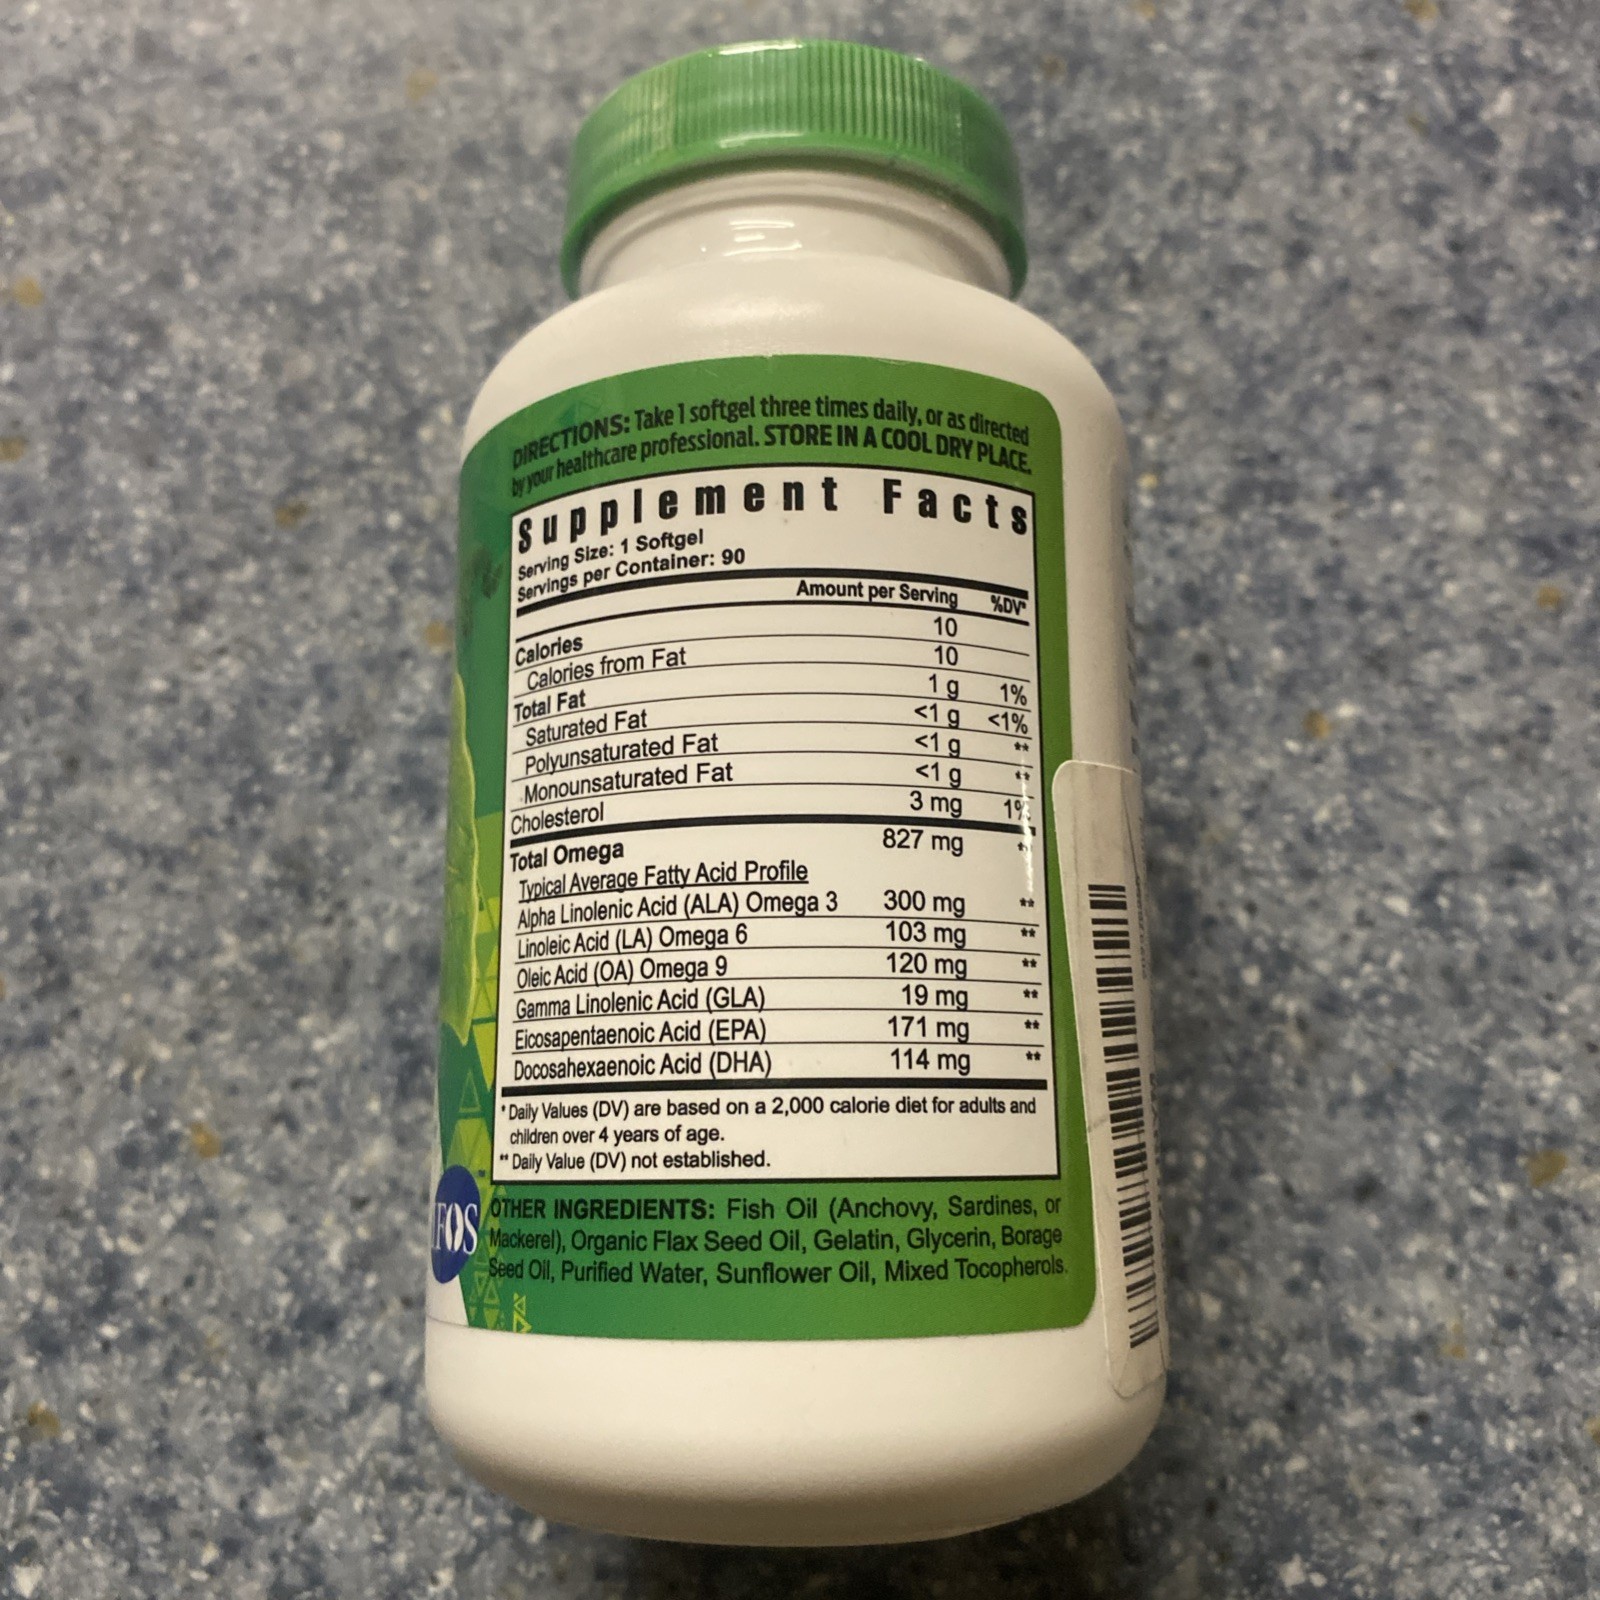 DIRECTIONS: Take 1 softgel three times daily, or as directed
by your healthcare professional. STORE IN A COOL DRY PLACE.
Supplement Facts
Serving Size: 1 Softgel
Servings per Container: 90
Amount per Serving %DV*
Calories 10
Calories from Fat 10
Total Fat 1 g 1%
Saturated Fat <1 g <1%
Polyunsaturated Fat <1 g **
Monounsaturated Fat <1 g **
Cholesterol 3 mg 1%
Total Omega 827 mg **
Typical Average Fatty Acid Profile
Alpha Linolenic Acid (ALA) Omega 3 300 mg **
Linoleic Acid (LA) Omega 6 103 mg **
Oleic Acid (OA) Omega 9 120 mg **
Gamma Linolenic Acid (GLA) 19 mg **
Eicosapentaenoic Acid (EPA) 171 mg **
Docosahexaenoic Acid (DHA) 114 mg **
* Daily Values (DV) are based on a 2,000 calorie diet for adults and
children over 4 years of age.
** Daily Value (DV) not established.
IFOS
OTHER INGREDIENTS: Fish Oil (Anchovy, Sardines, or
Mackerel), Organic Flax Seed Oil, Gelatin, Glycerin, Borage
Seed Oil, Purified Water, Sunflower Oil, Mixed Tocopherols.